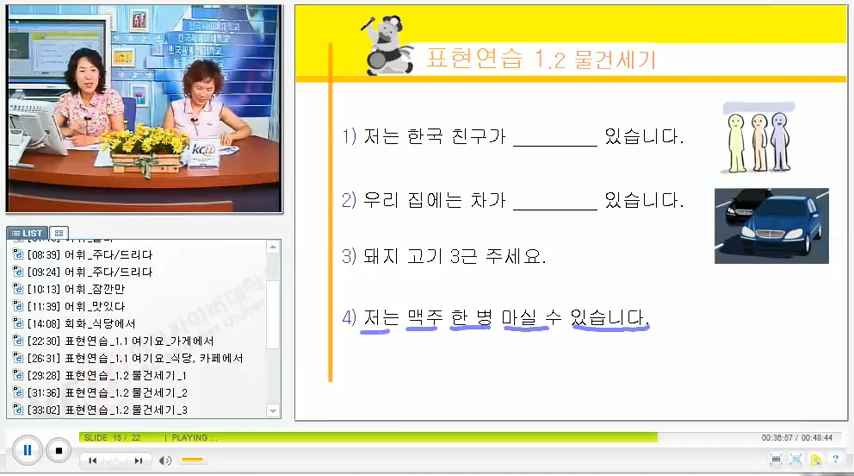 표현연습 1.2 물건세기
1) 저는 한국 친구가 ________ 있습니다.
2) 우리 집에는 차가 ________ 있습니다.
3) 돼지 고기 3근 주세요.
4) 저는 맥주 한 병 마실 수 있습니다.
LIST
[08:39] 어휘_주다/드리다
[09:24] 어휘_주다/드리다
[10:13] 어휘_잠깐만
[11:39] 어휘_맛있다
[14:08] 회화_식당에서
[22:30] 표현연습_1.1 여기요_가게에서
[26:31] 표현연습_1.1 여기요_식당, 카페에서
[29:28] 표현연습_1.2 물건세기_1
[31:36] 표현연습_1.2 물건세기_2
[33:02] 표현연습_1.2 물건세기_3
SLIDE 15 / 22 | PLAYING ...
00:36:57 / 00:48:44